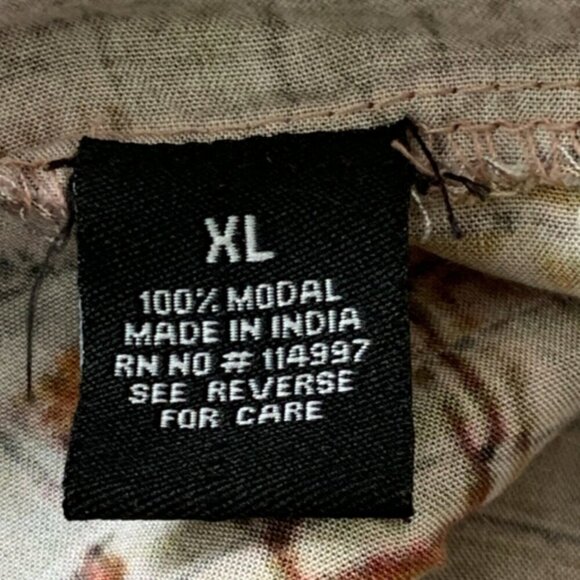 XL
100% MODAL
MADE IN INDIA
RN NO # 114997
SEE REVERSE
FOR CARE